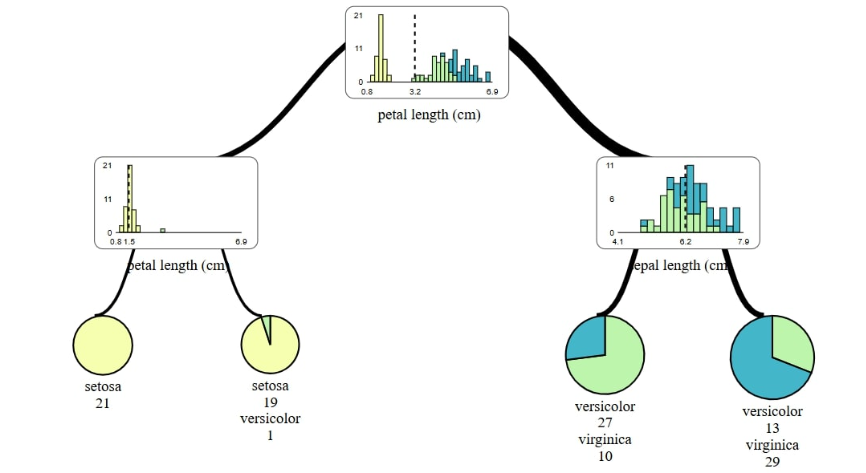 21
11
0
0.8 3.2 6.9
petal length (cm)
21
11
0
0.8 1.5 6.9
petal length (cm)
11
6
0
4.1 6.2 7.9
epal length (cm
setosa
21
setosa
19
versicolor
1
versicolor
27
virginica
10
versicolor
13
virginica
29